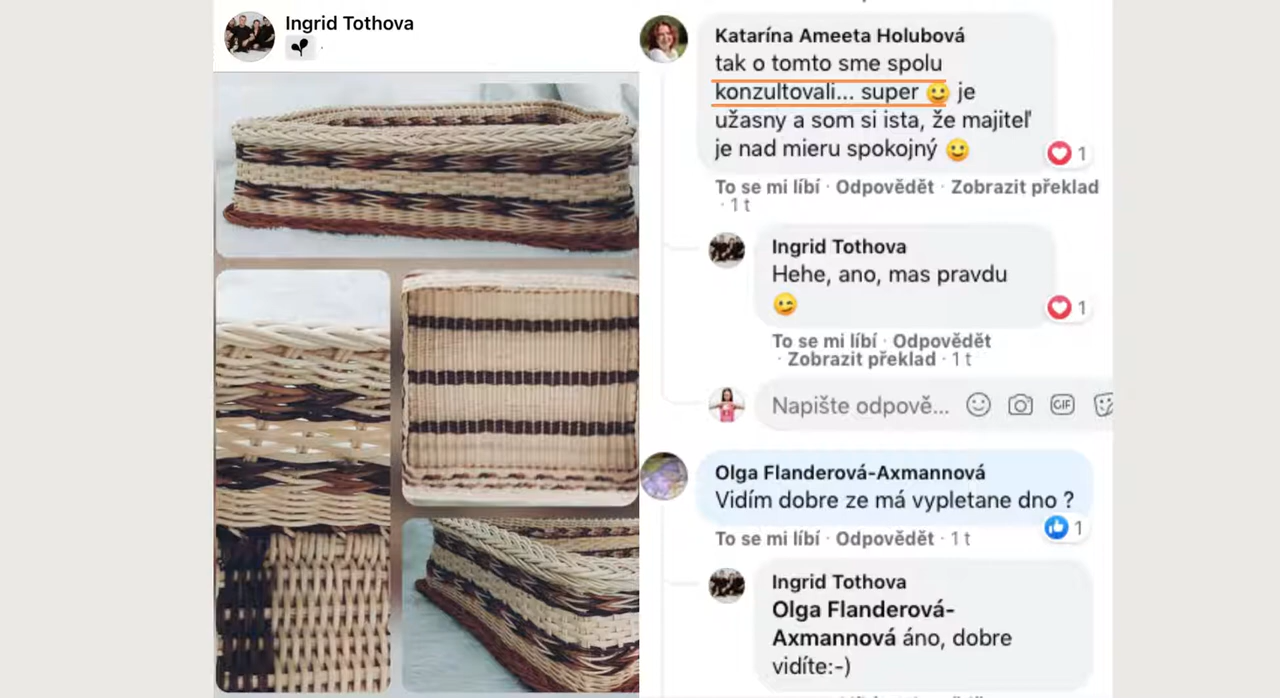 Ingrid Tothova
Katarína Ameeta Holubová
tak o tomto sme spolu
konzultovali... super 😉 je
užasny a som si ista, že majiteľ
je nad mieru spokojný 🙂
1
To se mi líbí · Odpovědět · Zobrazit překlad
· 1 t
Ingrid Tothova
Hehe, ano, mas pravdu
😉
1
To se mi líbí · Odpovědět
· Zobrazit překlad · 1 t
Napište odpově...
GIF
Olga Flanderová-Axmannová
Vidím dobre ze má vypletane dno ?
1
To se mi líbí · Odpovědět · 1 t
Ingrid Tothova
Olga Flanderová-
Axmannová áno, dobre
vidíte:-)